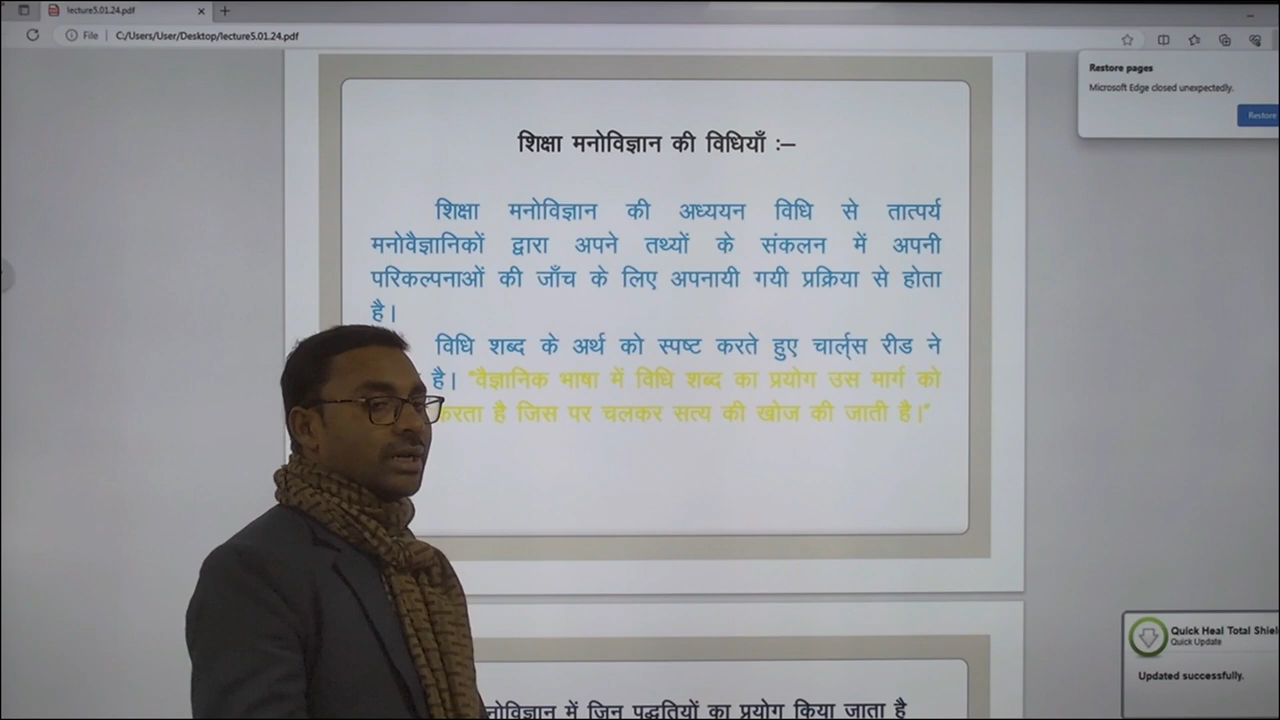 lecture5.01.24.pdf
File
C:/Users/User/Desktop/lecture5.01.24.pdf
Restore pages
Microsoft Edge closed unexpectedly.
Restore
शिक्षा मनोविज्ञान की विधियाँ :–
शिक्षा मनोविज्ञान की अध्ययन विधि से तात्पर्य
मनोवैज्ञानिकों द्वारा अपने तथ्यों के संकलन में अपनी
परिकल्पनाओं की जाँच के लिए अपनायी गयी प्रक्रिया से होता
है।
विधि शब्द के अर्थ को स्पष्ट करते हुए चार्ल्स रीड ने
है। "वैज्ञानिक भाषा में विधि शब्द का प्रयोग उस मार्ग को
करता है जिस पर चलकर सत्य की खोज की जाती है।"
Quick Heal Total
Quick Update
Updated successfully.
में जिन पद्धतियों का प्रयोग किया जाता है